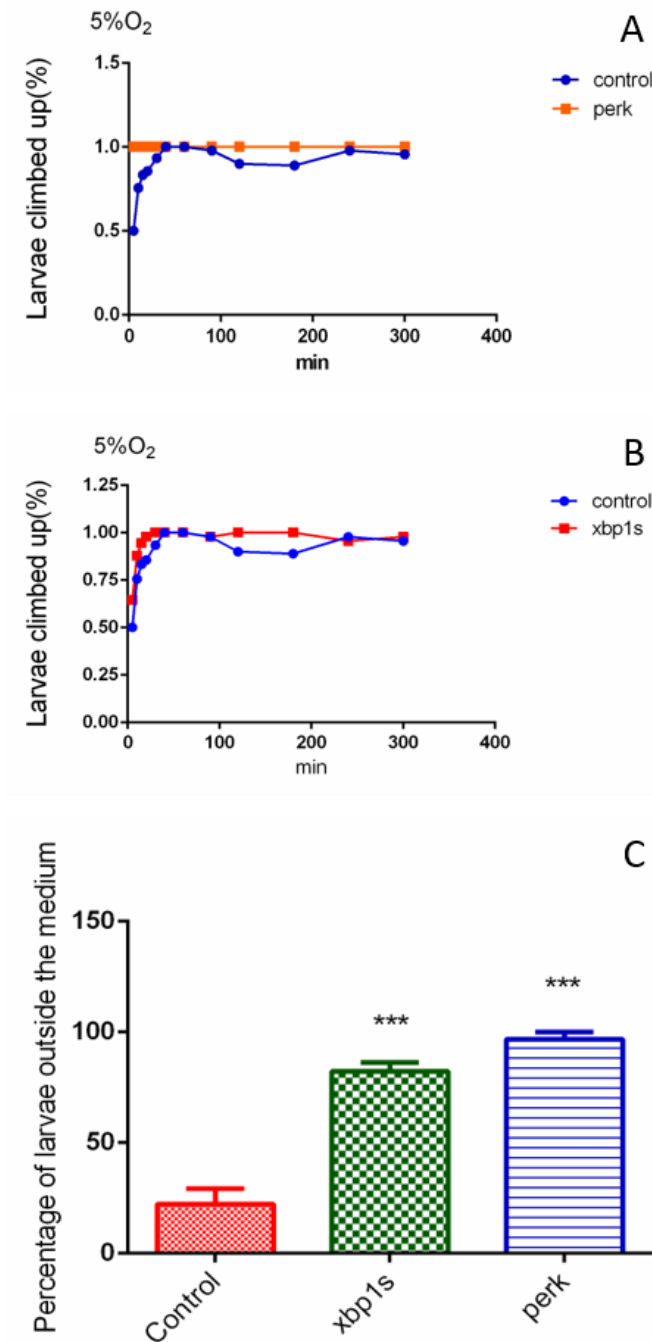 5%O₂
A
1.5
1.0
0.5
0.0
0 100 200 300 400
min
Larvae climbed up(%)
control
perk
5%O₂
B
1.25
1.00
0.75
0.50
0.25
0.00
0 100 200 300 400
min
Larvae climbed up(%)
control
xbp1s
C
Percentage of larvae outside the medium
150
100
50
0
***
***
Control xbp1s perk